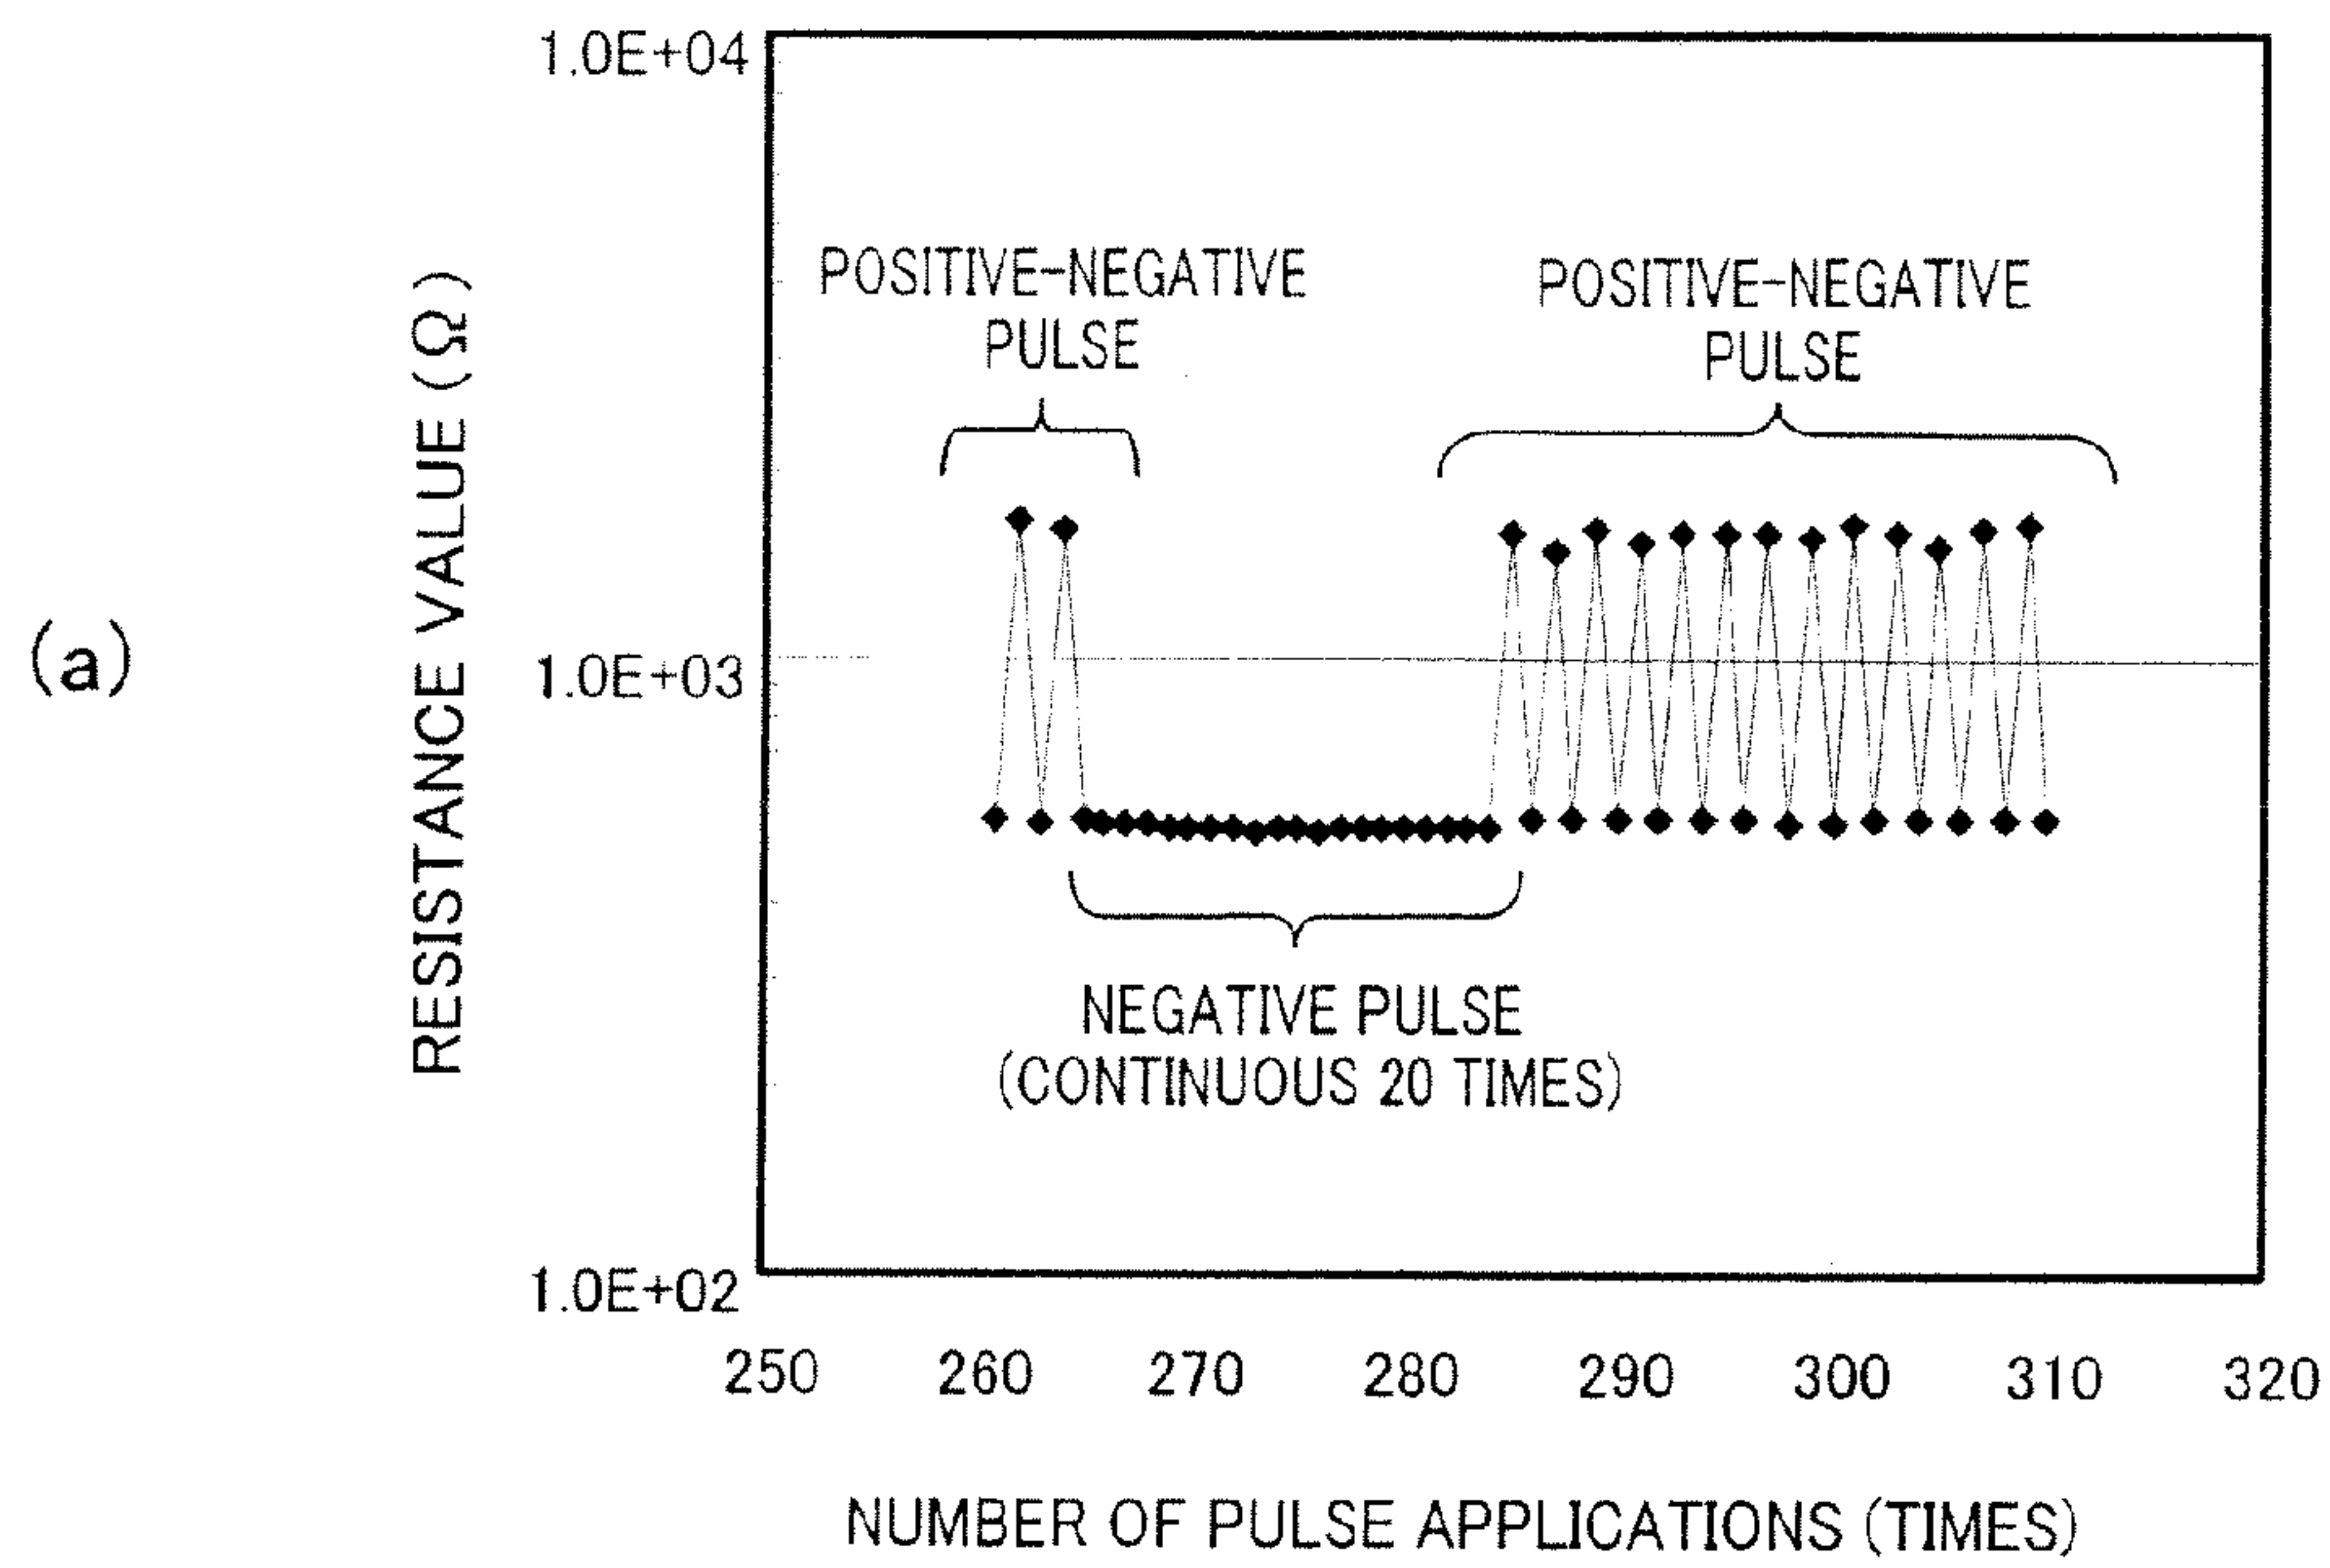 (a)
RESISTANCE VALUE (Ω)
1.0E+04
1.0E+03
1.0E+02
POSITIVE-NEGATIVE
PULSE
POSITIVE-NEGATIVE
PULSE
NEGATIVE PULSE
(CONTINUOUS 20 TIMES)
250 260 270 280 290 300 310 320
NUMBER OF PULSE APPLICATIONS (TIMES)